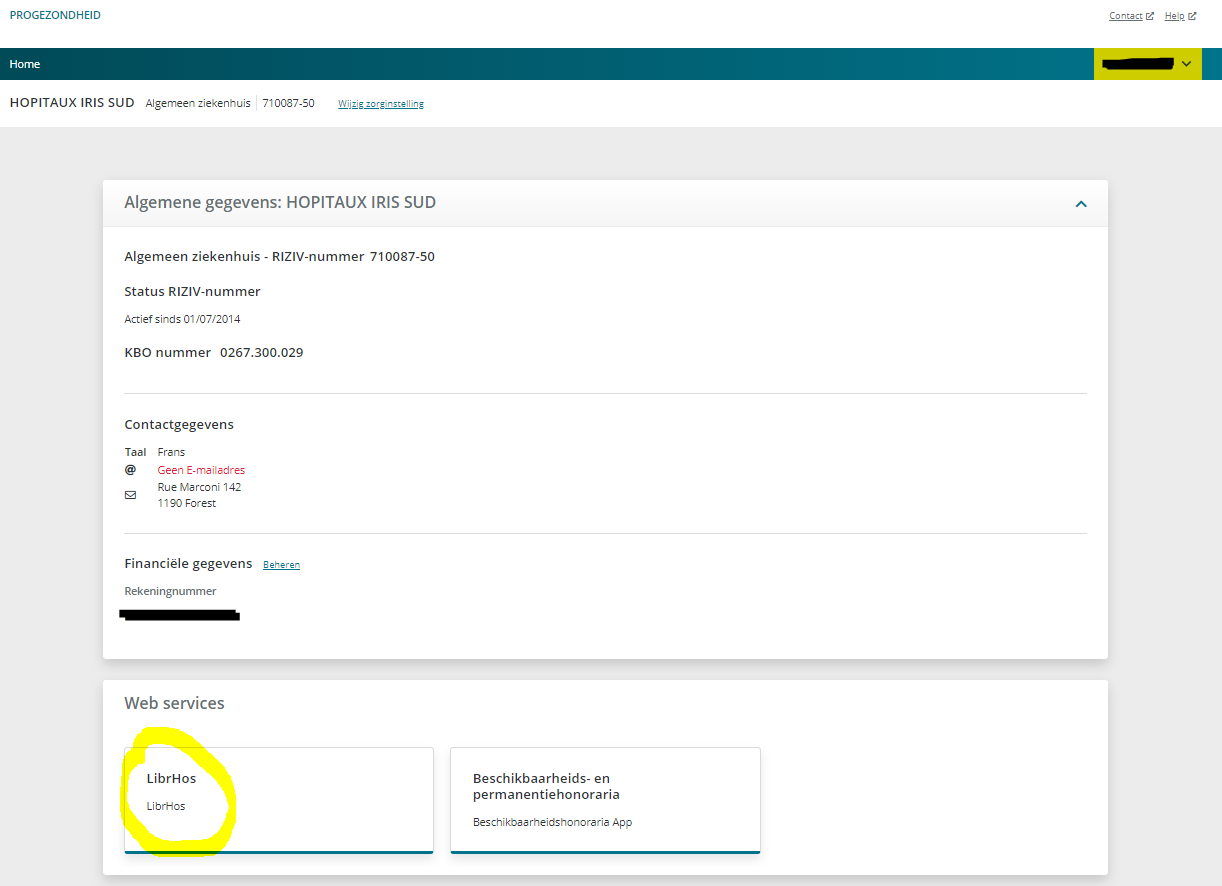 PROGEZONDHEID
Contact Help
Home
HOPITAUX IRIS SUD Algemeen ziekenhuis 710087-50 Wijzig zorginstelling
Algemene gegevens: HOPITAUX IRIS SUD
Algemeen ziekenhuis - RIZIV-nummer 710087-50
Status RIZIV-nummer
Actief sinds 01/07/2014
KBO nummer 0267.300.029
Contactgegevens
Taal Frans
@ Geen E-mailadres
Rue Marconi 142
1190 Forest
Financiële gegevens Beheren
Rekeningnummer
Web services
LibrHos
LibrHos
Beschikbaarheids- en
permanentiehonoraria
Beschikbaarheidshonoraria App